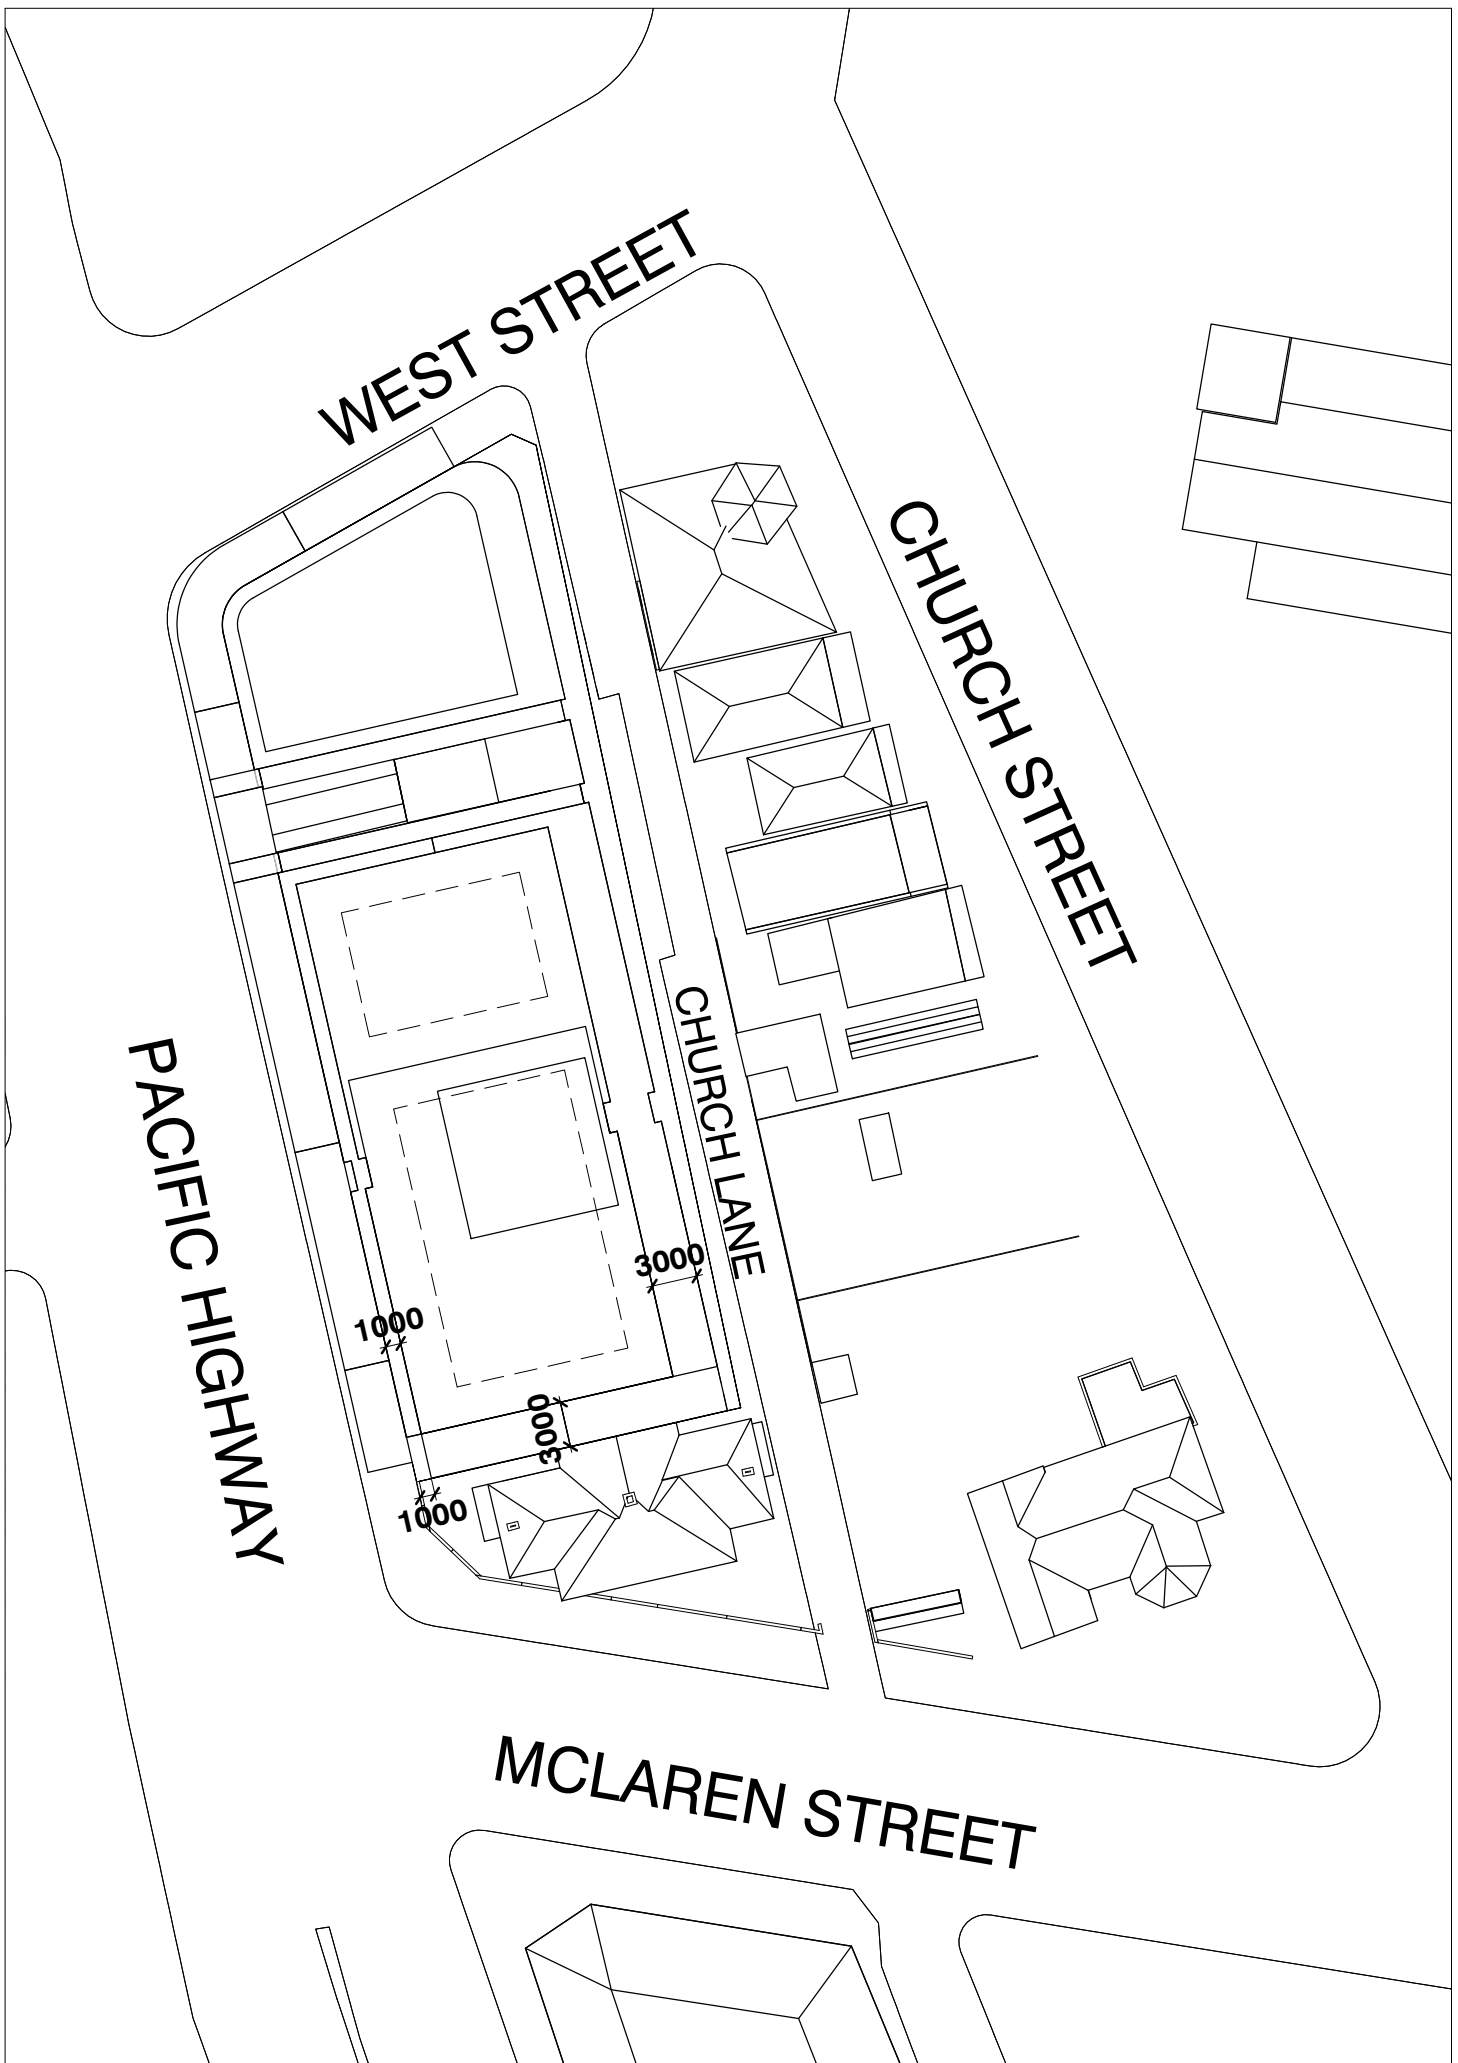 WEST STREET
CHURCH STREET
CHURCH LANE
PACIFIC HIGHWAY
3000
1000
3000
1000
MCLAREN STREET